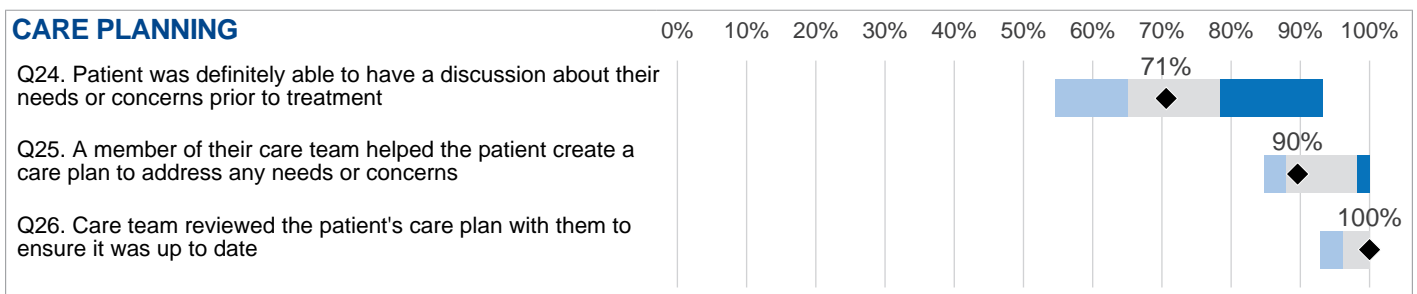 CARE PLANNING 0% 10% 20% 30% 40% 50% 60% 70% 80% 90% 100%
Q24. Patient was definitely able to have a discussion about their
needs or concerns prior to treatment
71%
Q25. A member of their care team helped the patient create a
care plan to address any needs or concerns
90%
Q26. Care team reviewed the patient's care plan with them to
ensure it was up to date
100%